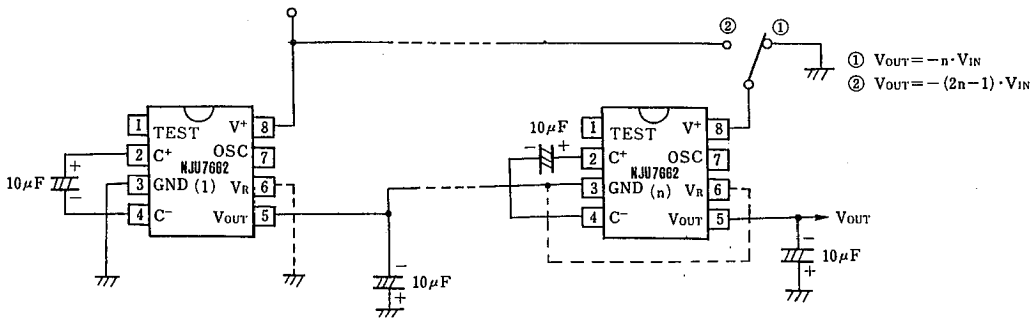 ② ①
① VOUT=−n·VIN
② VOUT=−(2n−1)·VIN
1 TEST V+ 8
2 C+ OSC 7
NJU7662
3 GND (1) VR 6
4 C− VOUT 5
+
10μF
−
−
10μF
+
10μF
− +
1 TEST V+ 8
2 C+ OSC 7
NJU7662
3 GND (n) VR 6
4 C− VOUT 5
VOUT
−
10μF
+